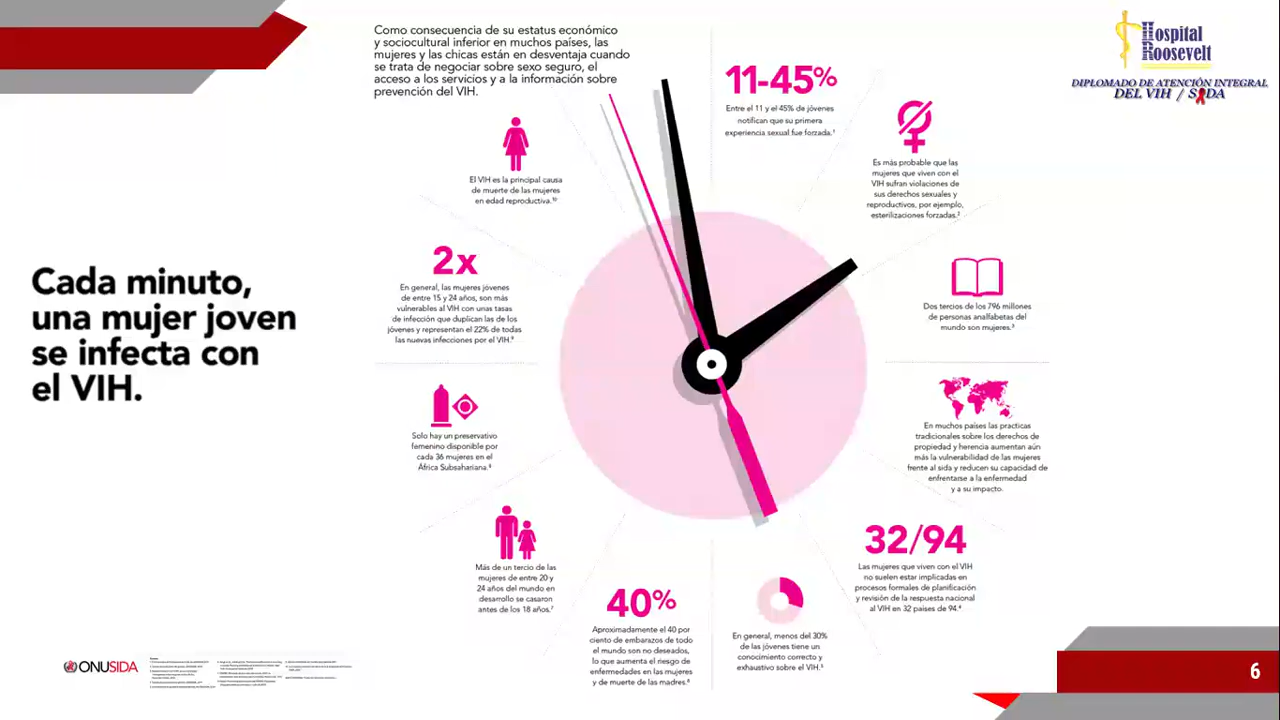 Como consecuencia de su estatus económico
y sociocultural inferior en muchos países, las
mujeres y las chicas están en desventaja cuando
se trata de negociar sobre sexo seguro, el
acceso a los servicios y a la información sobre
prevención del VIH.
Hospital
Roosevelt
DIPLOMADO DE ATENCIÓN INTEGRAL
DEL VIH / SIDA
Cada minuto,
una mujer joven
se infecta con
el VIH.
11-45%
Entre el 11 y el 45% de jóvenes
notifican que su primera
experiencia sexual fue forzada.¹
Es más probable que las
mujeres que viven con el
VIH sufran violaciones de
sus derechos sexuales y
reproductivos, por ejemplo,
esterilizaciones forzadas.²
Dos tercios de los 796 millones
de personas analfabetas del
mundo son mujeres.³
En muchos países las practicas
tradicionales sobre los derechos de
propiedad y herencia aumentan aún
más la vulnerabilidad de las mujeres
frente al sida y reducen su capacidad de
enfrentarse a la enfermedad
y a su impacto.
32/94
Las mujeres que viven con el VIH
no suelen estar implicadas en
procesos formales de planificación
y revisión de la respuesta nacional
al VIH en 32 países de 94.⁴
En general, menos del 30%
de las jóvenes tiene un
conocimiento correcto y
exhaustivo sobre el VIH.⁵
40%
Aproximadamente el 40 por
ciento de embarazos de todo
el mundo son no deseados,
lo que aumenta el riesgo de
enfermedades en las mujeres
y de muerte de las madres.⁶
Más de un tercio de las
mujeres de entre 20 y
24 años del mundo en
desarrollo se casaron
antes de los 18 años.⁷
Solo hay un preservativo
femenino disponible por
cada 36 mujeres en el
África Subsahariana.⁸
2x
En general, las mujeres jóvenes
de entre 15 y 24 años, son más
vulnerables al VIH con unas tasas
de infección que duplican las de los
jóvenes y representan el 22% de todas
las nuevas infecciones por el VIH.⁹
El VIH es la principal causa
de muerte de las mujeres
en edad reproductiva.¹⁰
ONUSIDA
6